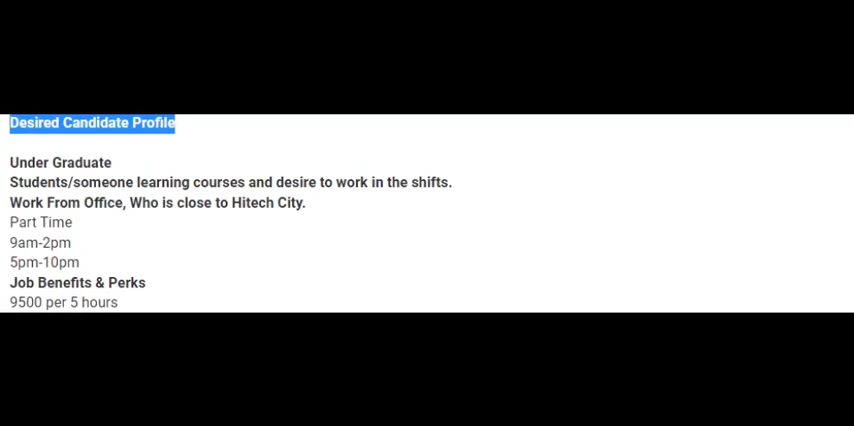 Desired Candidate Profile
Under Graduate
Students/someone learning courses and desire to work in the shifts.
Work From Office, Who is close to Hitech City.
Part Time
9am-2pm
5pm-10pm
Job Benefits & Perks
9500 per 5 hours